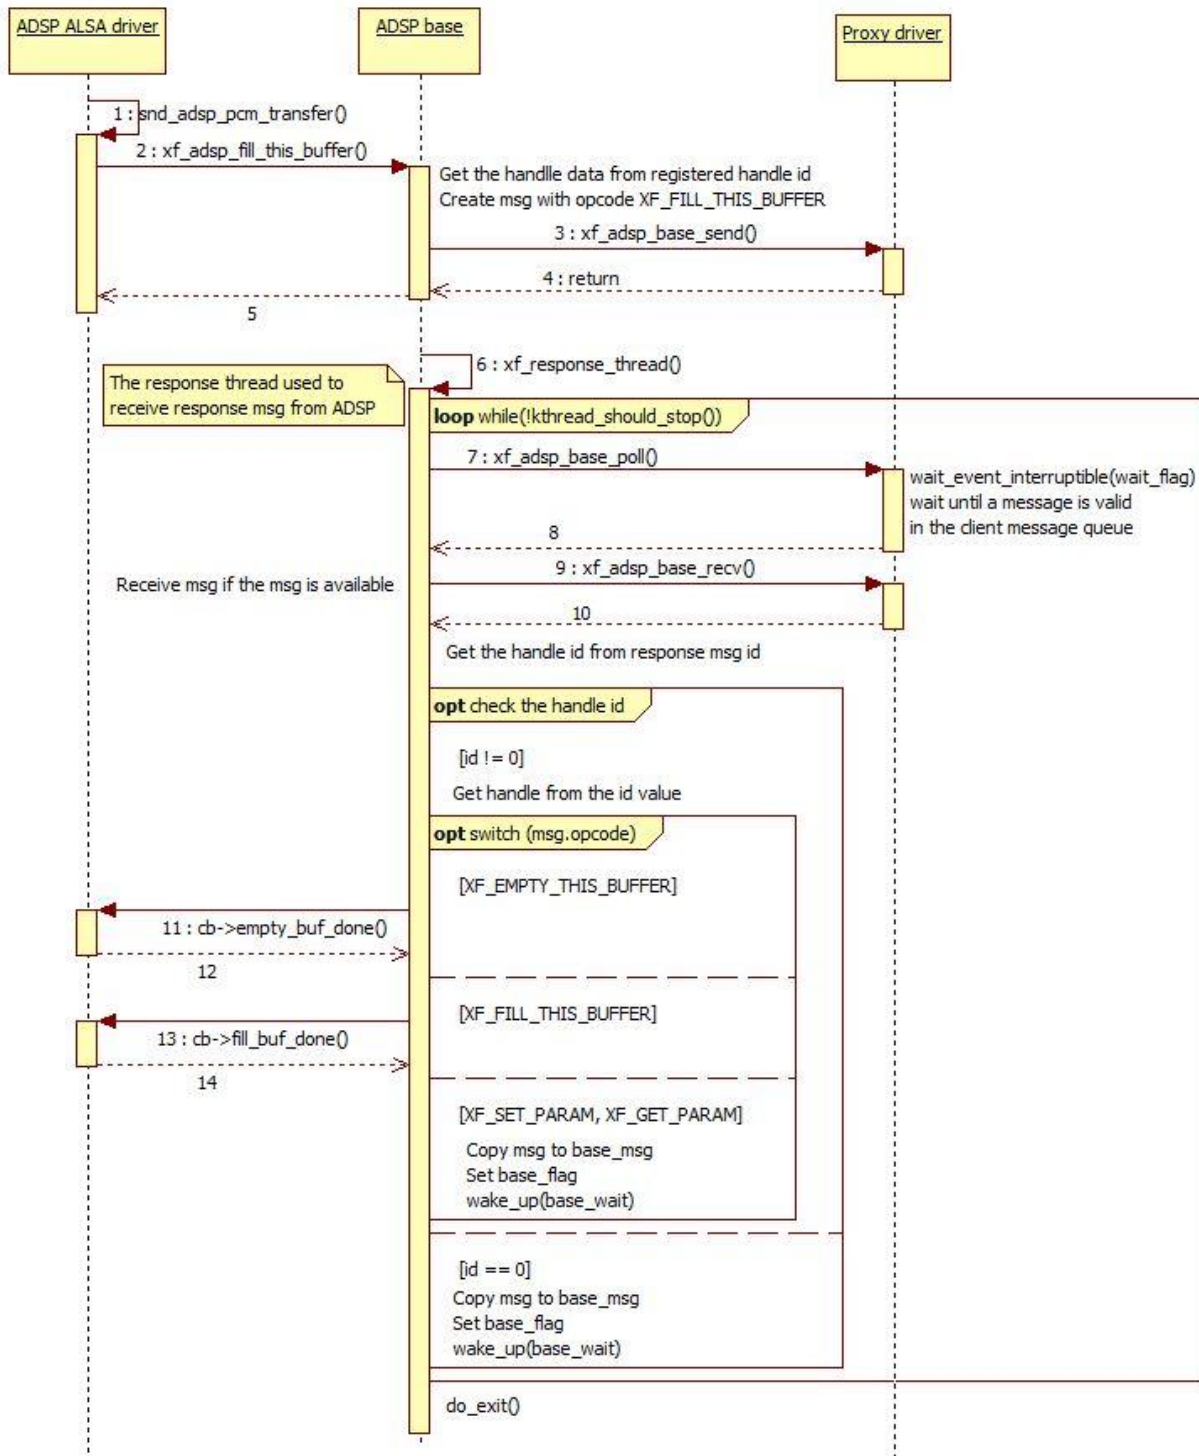 ADSP ALSA driver
ADSP base
Proxy driver
1 : snd_adsp_pcm_transfer()
2 : xf_adsp_fill_this_buffer()
Get the handlle data from registered handle id
Create msg with opcode XF_FILL_THIS_BUFFER
3 : xf_adsp_base_send()
4 : return
5
6 : xf_response_thread()
The response thread used to
receive response msg from ADSP
loop while(!kthread_should_stop())
7 : xf_adsp_base_poll()
wait_event_interruptible(wait_flag)
wait until a message is valid
in the client message queue
8
9 : xf_adsp_base_recv()
Receive msg if the msg is available
10
Get the handle id from response msg id
opt check the handle id
[id != 0]
Get handle from the id value
opt switch (msg.opcode)
[XF_EMPTY_THIS_BUFFER]
11 : cb->empty_buf_done()
12
[XF_FILL_THIS_BUFFER]
13 : cb->fill_buf_done()
14
[XF_SET_PARAM, XF_GET_PARAM]
Copy msg to base_msg
Set base_flag
wake_up(base_wait)
[id == 0]
Copy msg to base_msg
Set base_flag
wake_up(base_wait)
do_exit()